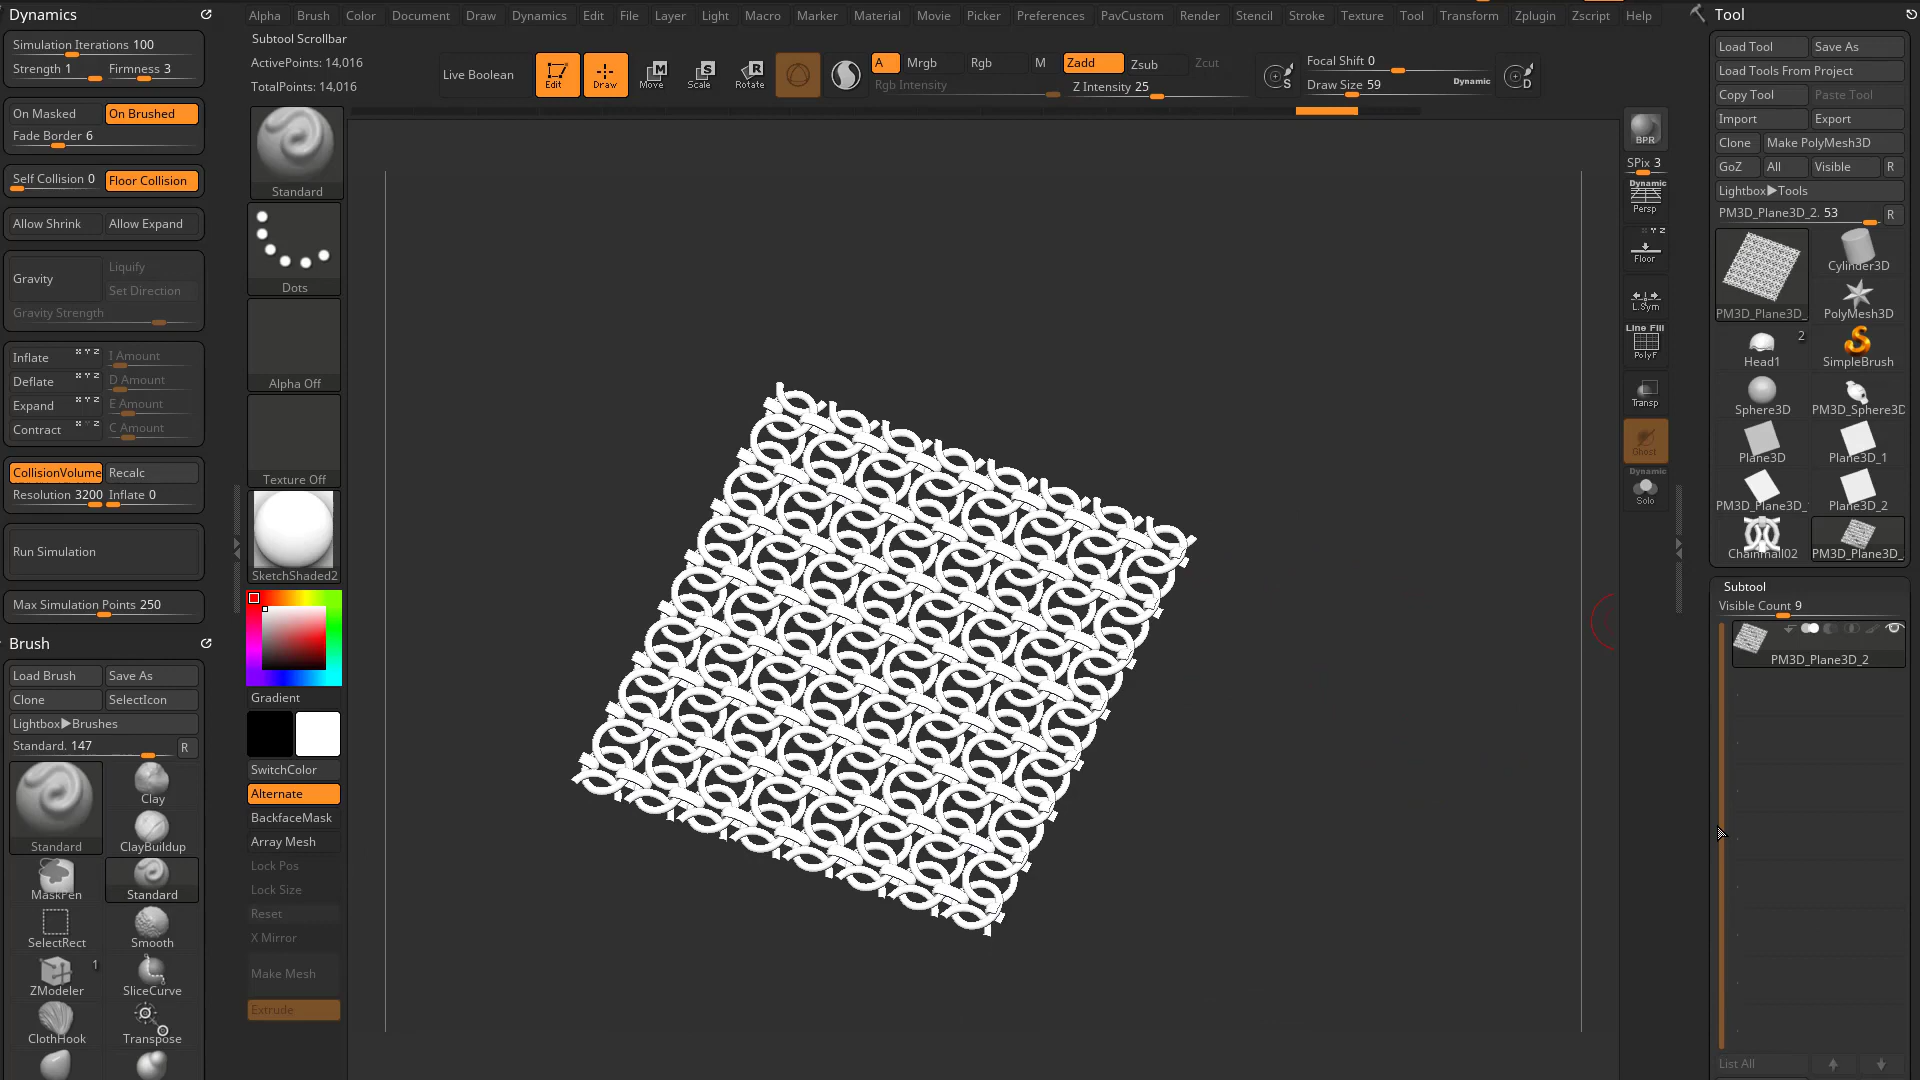 Dynamics
Simulation Iterations 100
Strength 1 Firmness 3
On Masked On Brushed
Fade Border 6
Self Collision 0 Floor Collision
Allow Shrink Allow Expand
Gravity Liquify
Set Direction
Gravity Strength
Inflate X Y Z I Amount
Deflate X Y Z D Amount
Expand X Y Z E Amount
Contract X Y Z C Amount
CollisionVolume Recalc
Resolution 3200 Inflate 0
Run Simulation
Max Simulation Points 250
Brush
Load Brush Save As
Clone SelectIcon
Lightbox▶Brushes
Standard. 147 R
Standard Clay
ClayBuildup
MaskPen Standard
SelectRect Smooth
ZModeler 1 SliceCurve
ClothHook Transpose
Alpha Brush Color Document Draw Dynamics Edit File Layer Light Macro Marker Material Movie Picker Preferences PavCustom Render Stencil Stroke Texture Tool Transform Zplugin Zscript Help
Subtool Scrollbar
ActivePoints: 14,016
TotalPoints: 14,016
Live Boolean
Edit Draw Move Scale Rotate
A Mrgb Rgb M
Rgb Intensity
Zadd Zsub Zcut
Z Intensity 25
S
Focal Shift 0
Draw Size 59 Dynamic
D
Standard
Dots
Alpha Off
Texture Off
SketchShaded2
Gradient
SwitchColor
Alternate
BackfaceMask
Array Mesh
Lock Pos
Lock Size
Reset
X Mirror
Make Mesh
Extrude
BPR
SPix 3
Dynamic
Persp
X Y Z
Floor
L.Sym
Line Fill
PolyF
Transp
Ghost
Dynamic
Solo
Tool
Load Tool Save As
Load Tools From Project
Copy Tool Paste Tool
Import Export
Clone Make PolyMesh3D
GoZ All Visible R
Lightbox▶Tools
PM3D_Plane3D_2. 53 R
PM3D_Plane3D_ Cylinder3D
PolyMesh3D
Head1 2 SimpleBrush
Sphere3D PM3D_Sphere3D
Plane3D Plane3D_1
PM3D_Plane3D_ Plane3D_2
Chainmail02 PM3D_Plane3D_
Subtool
Visible Count 9
PM3D_Plane3D_2
List All